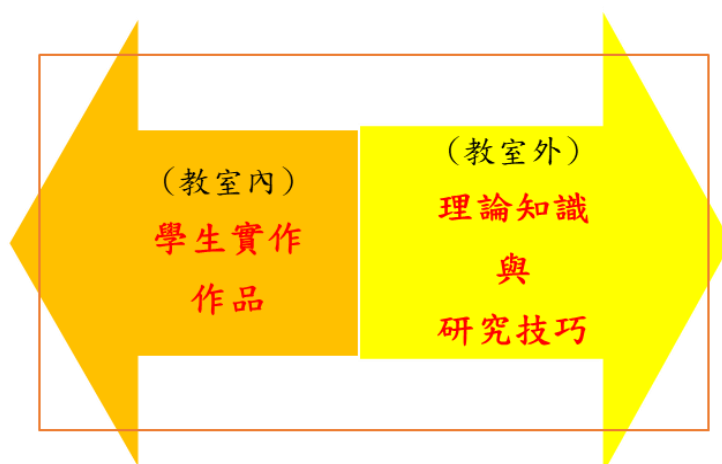 (教室內)
學生實作
作品
(教室外)
理論知識
與
研究技巧